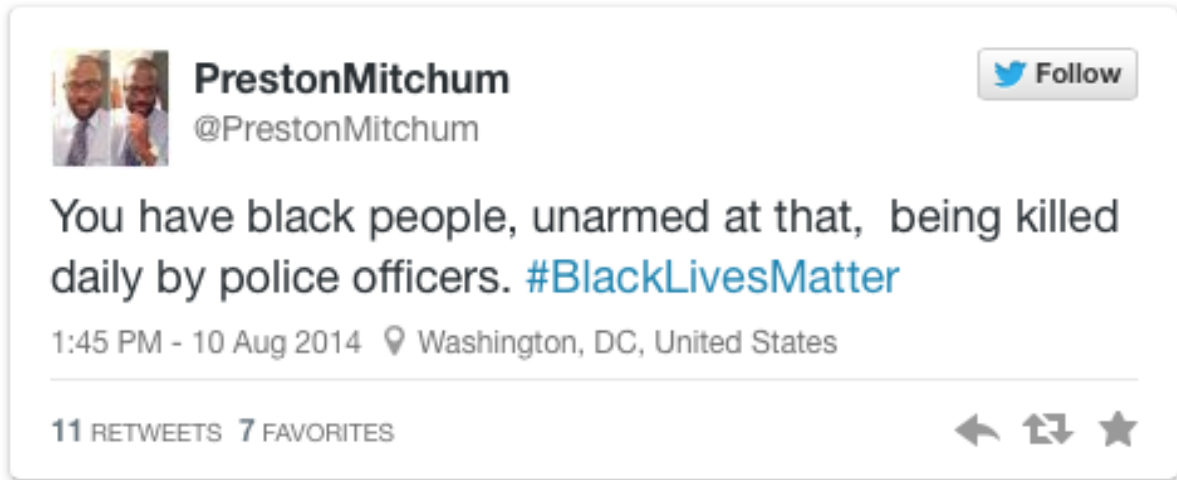 PrestonMitchum
Follow
@PrestonMitchum
You have black people, unarmed at that,  being killed
daily by police officers. #BlackLivesMatter
1:45 PM - 10 Aug 2014 Washington, DC, United States
11 RETWEETS 7 FAVORITES